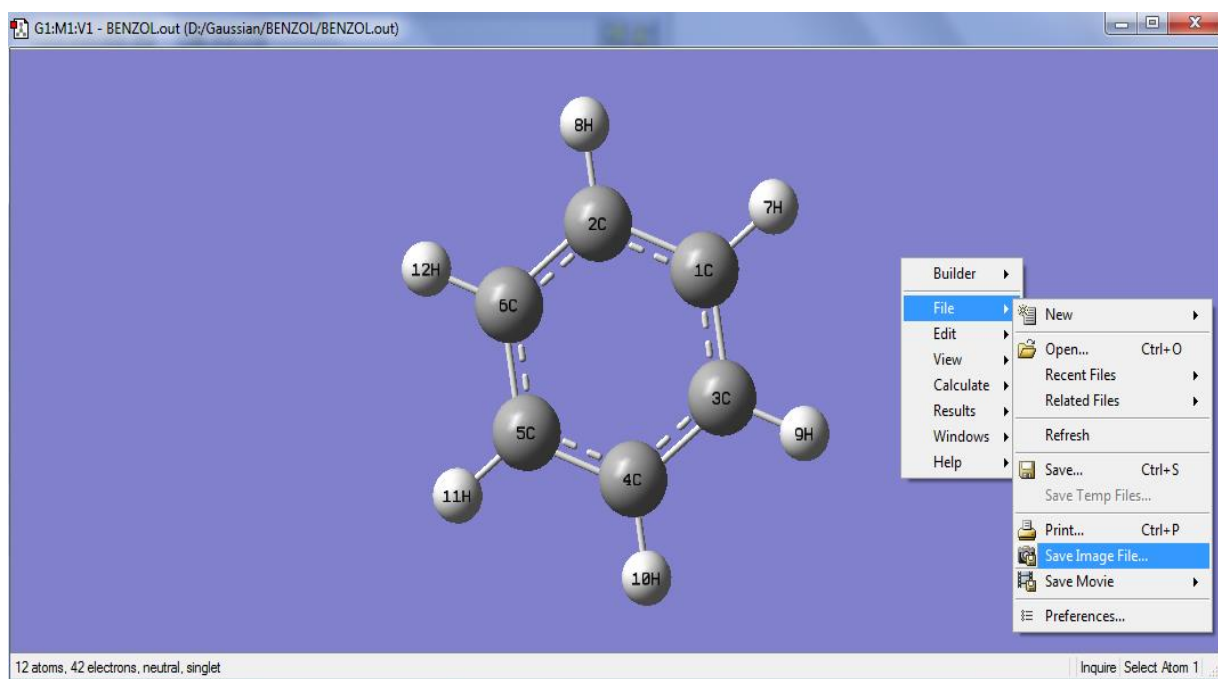 G1:M1:V1 - BENZOL.out (D:/Gaussian/BENZOL/BENZOL.out)
8H
7H
2C
12H
1C
6C
3C
5C
9H
4C
11H
10H
Builder
File
Edit
View
Calculate
Results
Windows
Help
New
Open... Ctrl+O
Recent Files
Related Files
Refresh
Save... Ctrl+S
Save Temp Files...
Print... Ctrl+P
Save Image File...
Save Movie
Preferences...
12 atoms, 42 electrons, neutral, singlet
Inquire Select Atom 1